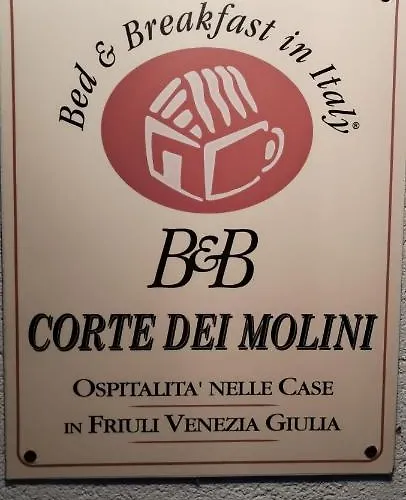 Bed & Breakfast in Italy®
B&B
CORTE DEI MOLINI
OSPITALITA' NELLE CASE
IN FRIULI VENEZIA GIULIA